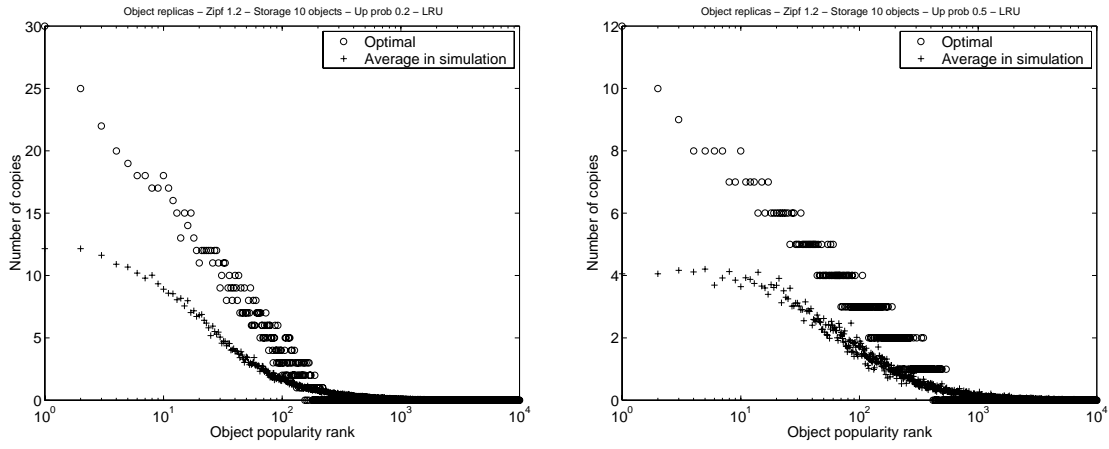 Object replicas – Zipf 1.2 – Storage 10 objects – Up prob 0.2 – LRU
30
25
20
15
10
5
0
Number of copies
Optimal
Average in simulation
10^0
10^1
10^2
10^3
10^4
Object popularity rank
Object replicas – Zipf 1.2 – Storage 10 objects – Up prob 0.5 – LRU
12
10
8
6
4
2
0
Number of copies
Optimal
Average in simulation
10^0
10^1
10^2
10^3
10^4
Object popularity rank